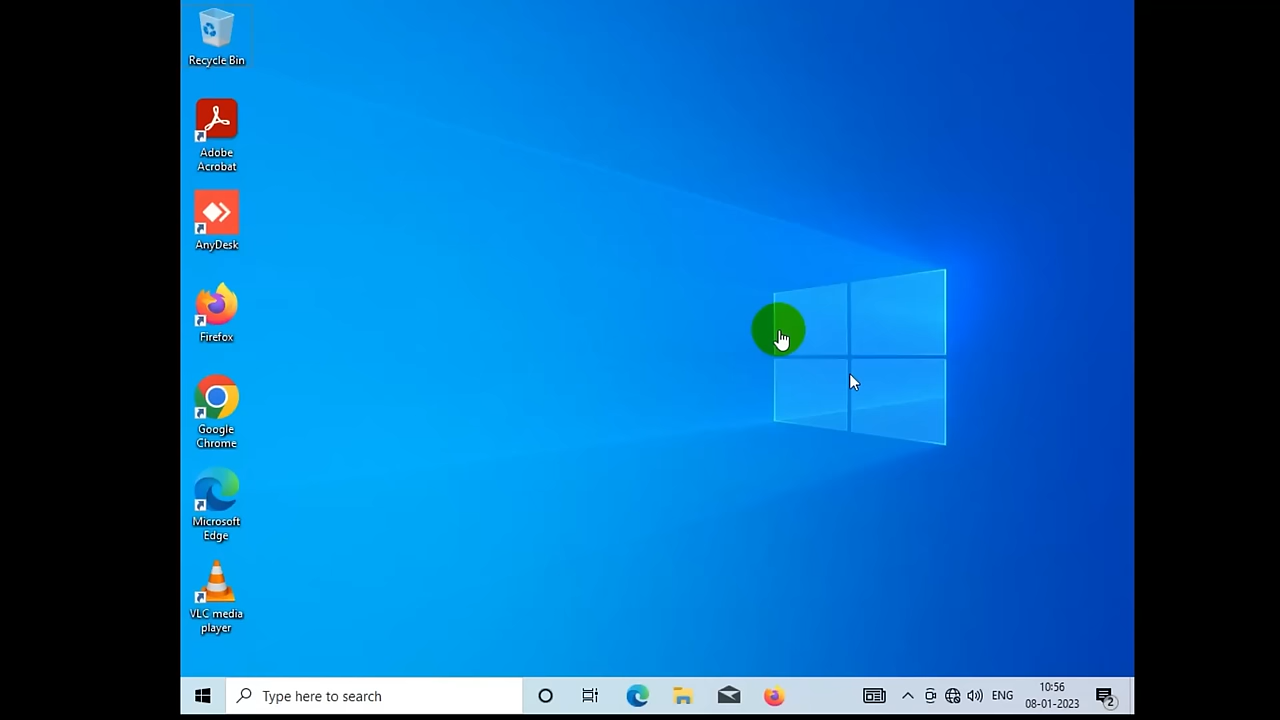 Recycle Bin
Adobe
Acrobat
AnyDesk
Firefox
Google
Chrome
Microsoft
Edge
VLC media
player
Type here to search
ENG
10:56
08-01-2023
2